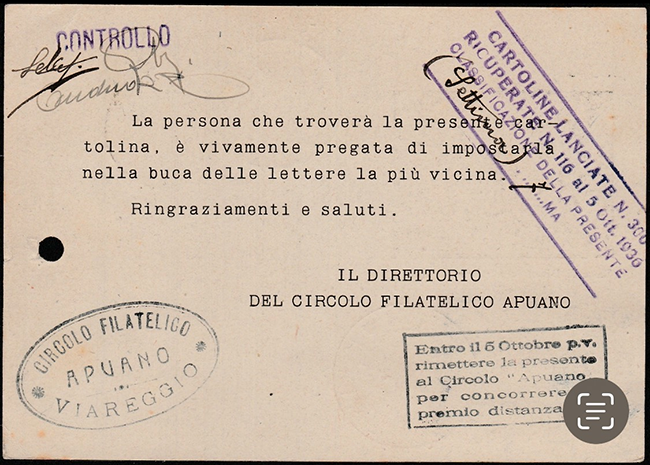 CONTROLLO
CARTOLINE LANCIATE N. 300
RICUPERATE N. 116 al 5 Ott. 1936
CLASSIFICAZIONE DELLA PRESENTE
(Settima) .....MA
La persona che troverà la presente car-
tolina, è vivamente pregata di impostarla
nella buca delle lettere la più vicina.
Ringraziamenti e saluti.
IL DIRETTORIO
DEL CIRCOLO FILATELICO APUANO
CIRCOLO FILATELICO
APUANO
VIAREGGIO
Entro il 5 Ottobre p.v.
rimettere la presente
al Circolo "Apuano
per concorrere
premio distanza